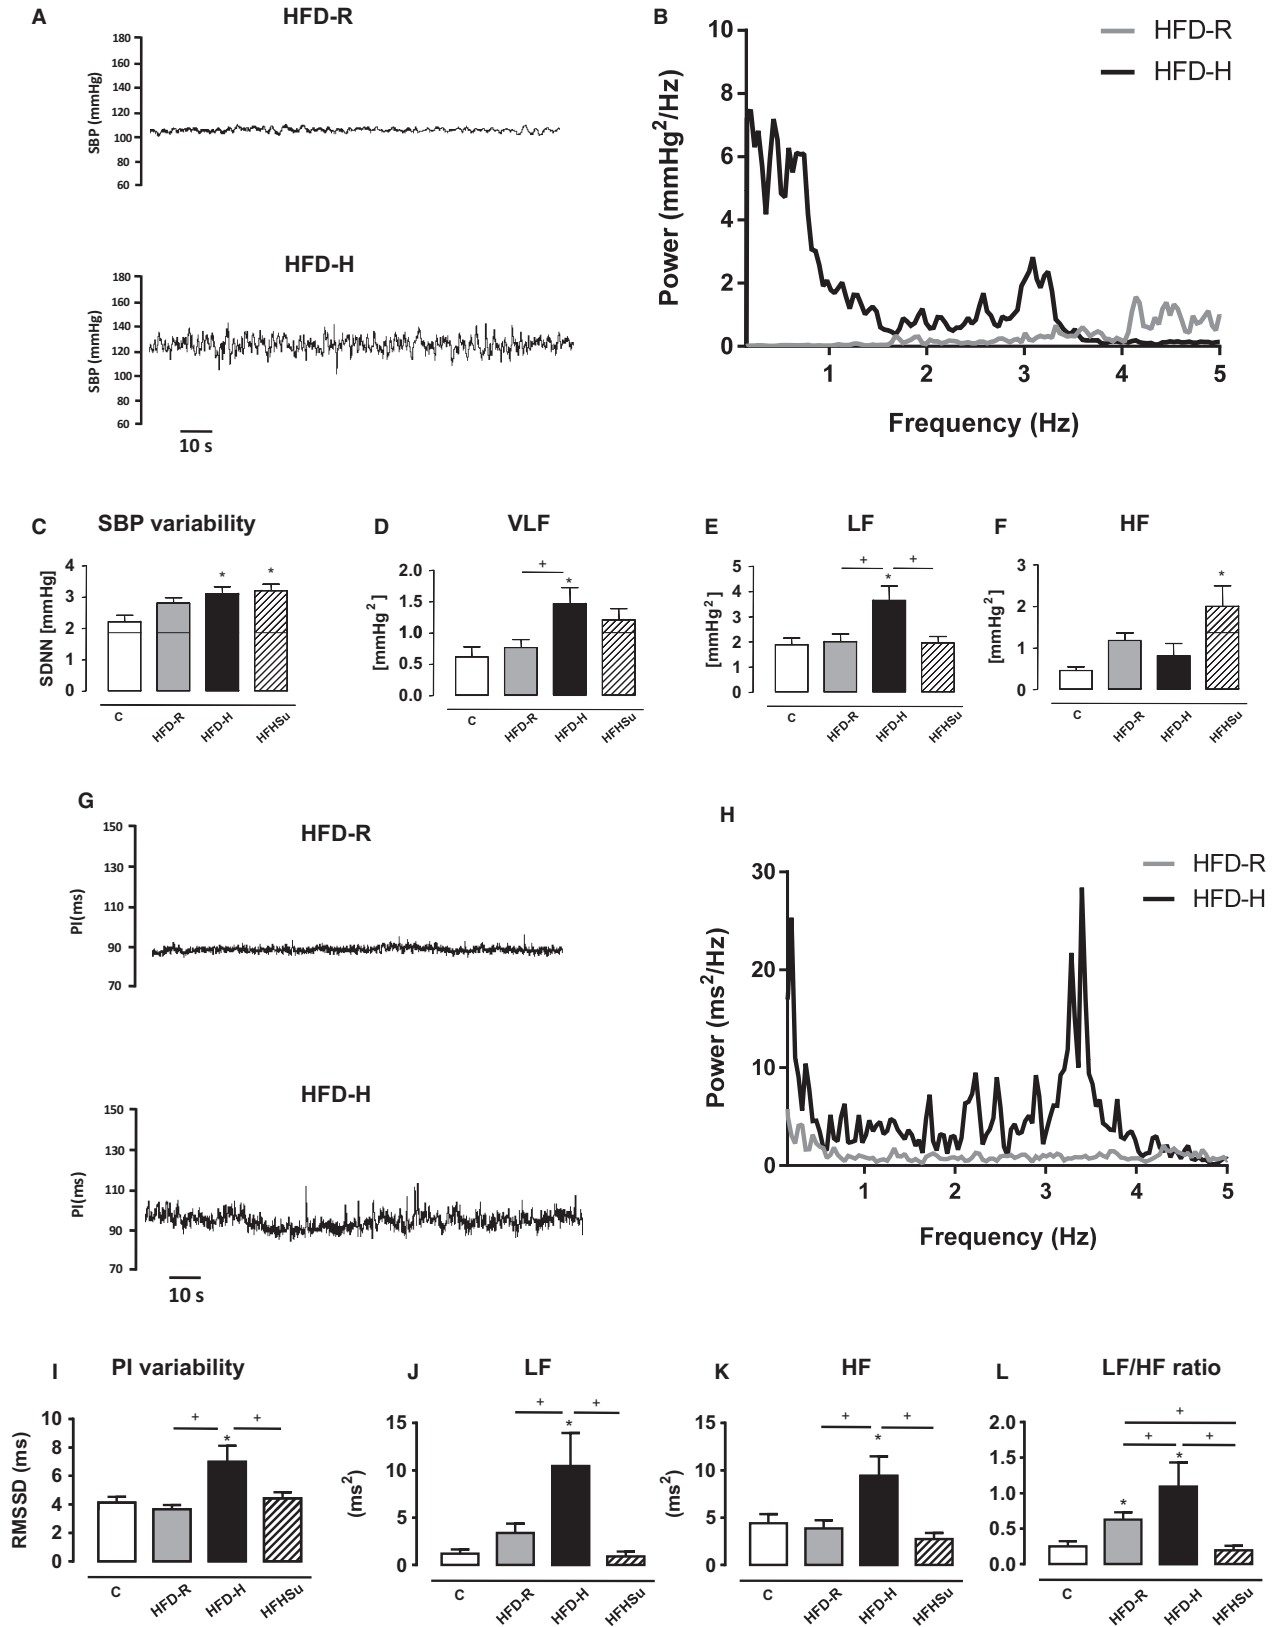 A
HFD-R
180
160
140
120
100
80
60
SBP (mmHg)
HFD-H
180
160
140
120
100
80
60
SBP (mmHg)
10 s
B
HFD-R
HFD-H
10
8
6
4
2
0
Power (mmHg²/Hz)
1 2 3 4 5
Frequency (Hz)
C SBP variability
4
3
2
1
0
SDNN [mmHg]
C HFD-R HFD-H HFHSu
*
*
D VLF
2.0
1.5
1.0
0.5
0.0
[mmHg²]
+
*
C HFD-R HFD-H HFHSu
E LF
5
4
3
2
1
0
[mmHg²]
+ +
*
C HFD-R HFD-H HFHSu
F HF
3
2
1
0
[mmHg²]
*
C HFD-R HFD-H HFHSu
G
HFD-R
150
130
110
90
70
PI(ms)
HFD-H
150
130
110
90
70
PI(ms)
10 s
H
HFD-R
HFD-H
30
20
10
0
Power (ms²/Hz)
1 2 3 4 5
Frequency (Hz)
I PI variability
10
8
6
4
2
0
RMSSD (ms)
+ +
*
C HFD-R HFD-H HFHSu
J LF
15
10
5
0
(ms²)
+ +
*
C HFD-R HFD-H HFHSu
K HF
15
10
5
0
(ms²)
+ +
*
C HFD-R HFD-H HFHSu
L LF/HF ratio
2.0
1.5
1.0
0.5
0.0
+
+ +
*
*
C HFD-R HFD-H HFHSu